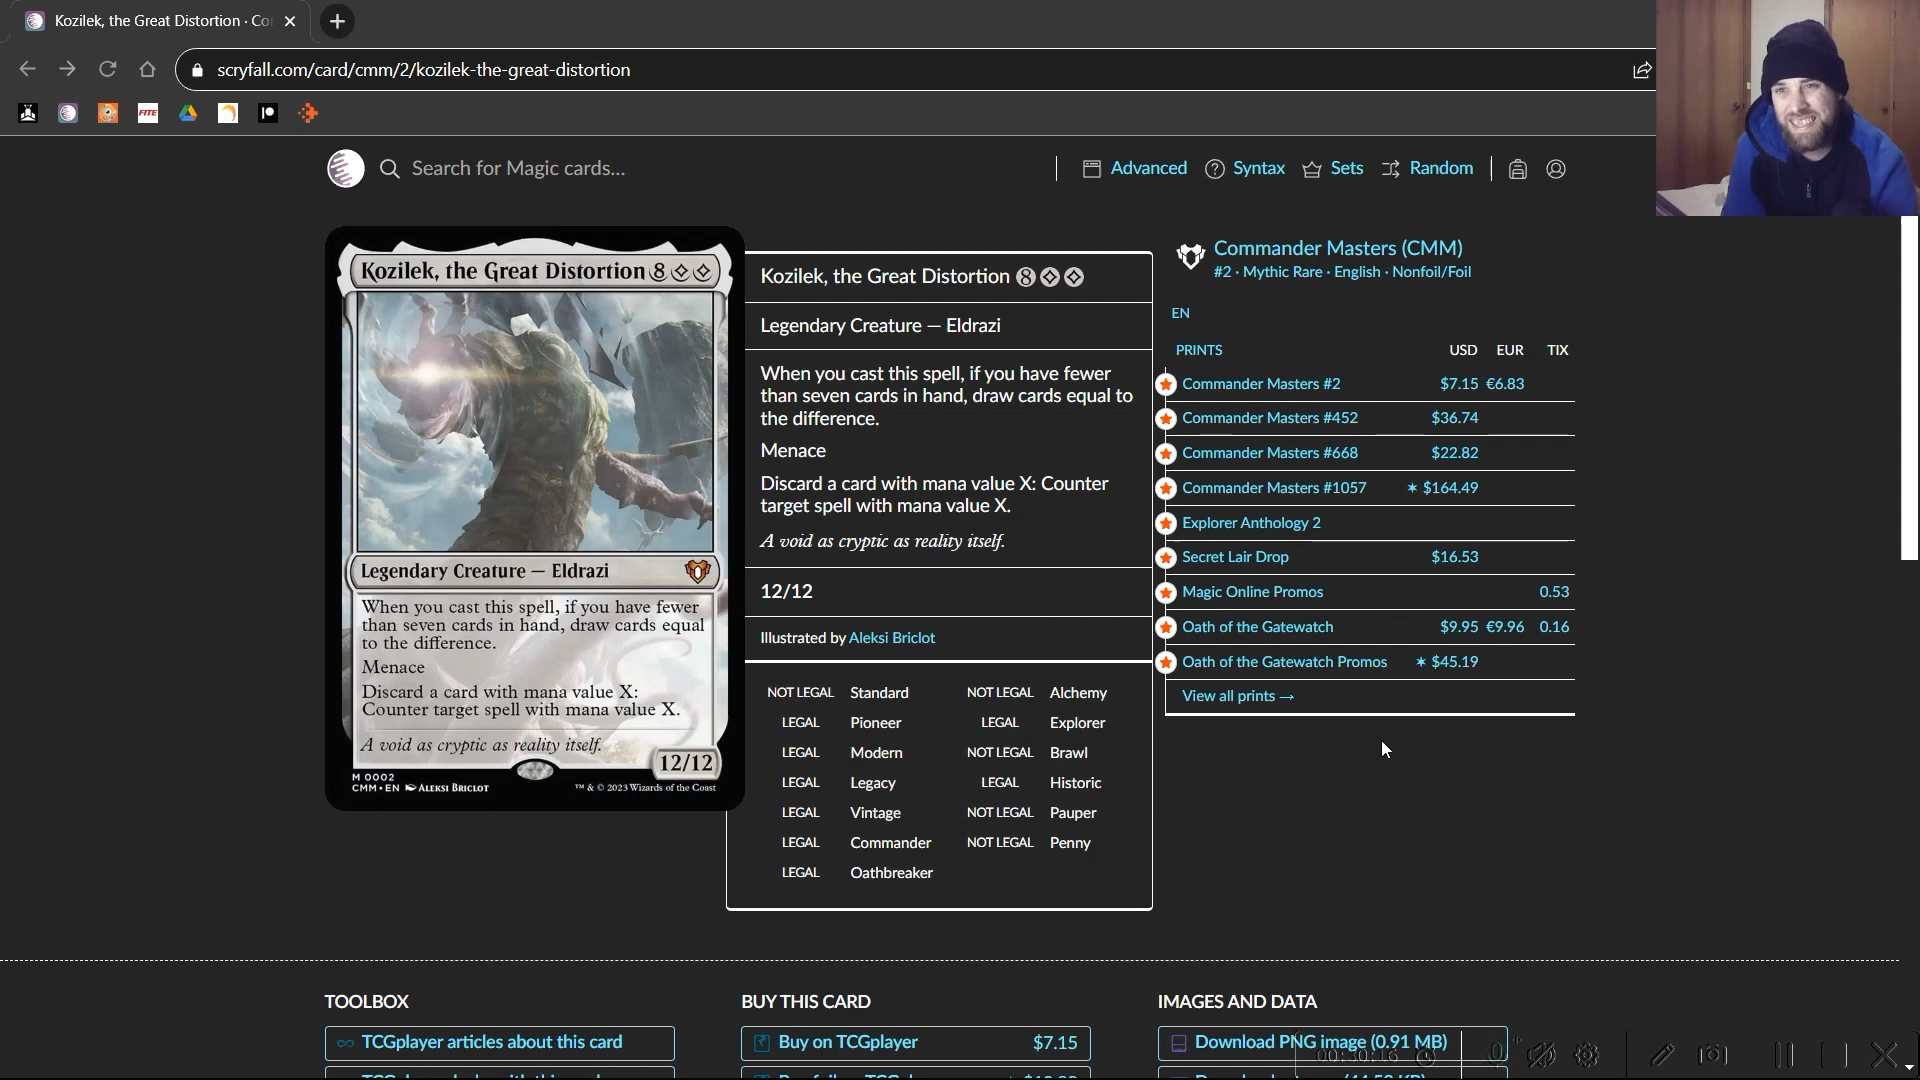 Kozilek, the Great Distortion · Co
scryfall.com/card/cmm/2/kozilek-the-great-distortion
FITE
Search for Magic cards...
Advanced
Syntax
Sets
Random
Kozilek, the Great Distortion 8
Legendary Creature — Eldrazi
When you cast this spell, if you have fewer
than seven cards in hand, draw cards equal
to the difference.
Menace
Discard a card with mana value X:
Counter target spell with mana value X.
A void as cryptic as reality itself.
12/12
M 0002
CMM • EN ALEKSI BRICLOT
™ & © 2023 Wizards of the Coast
Kozilek, the Great Distortion 8
Legendary Creature — Eldrazi
When you cast this spell, if you have fewer
than seven cards in hand, draw cards equal to
the difference.
Menace
Discard a card with mana value X: Counter
target spell with mana value X.
A void as cryptic as reality itself.
12/12
Illustrated by Aleksi Briclot
NOT LEGAL Standard NOT LEGAL Alchemy
LEGAL Pioneer LEGAL Explorer
LEGAL Modern NOT LEGAL Brawl
LEGAL Legacy LEGAL Historic
LEGAL Vintage NOT LEGAL Pauper
LEGAL Commander NOT LEGAL Penny
LEGAL Oathbreaker
Commander Masters (CMM)
#2 · Mythic Rare · English · Nonfoil/Foil
EN
PRINTS USD EUR TIX
Commander Masters #2 $7.15 €6.83
Commander Masters #452 $36.74
Commander Masters #668 $22.82
Commander Masters #1057 ✶ $164.49
Explorer Anthology 2
Secret Lair Drop $16.53
Magic Online Promos 0.53
Oath of the Gatewatch $9.95 €9.96 0.16
Oath of the Gatewatch Promos ✶ $45.19
View all prints →
TOOLBOX
TCGplayer articles about this card
BUY THIS CARD
Buy on TCGplayer $7.15
IMAGES AND DATA
Download PNG image (0.91 MB)
00:30:16